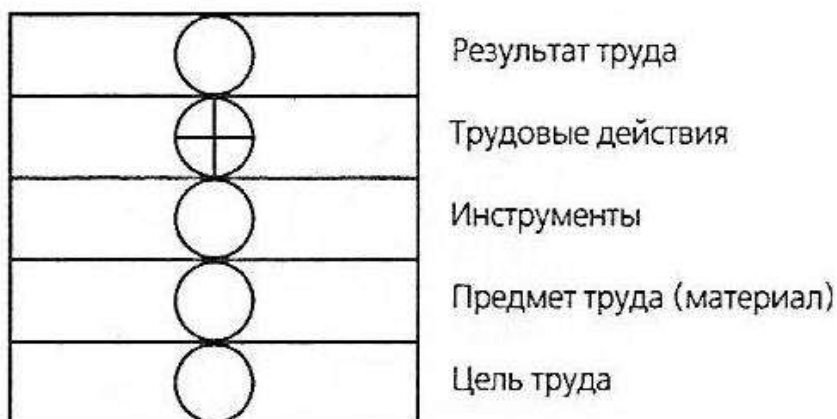 Результат труда
Трудовые действия
Инструменты
Предмет труда (материал)
Цель труда